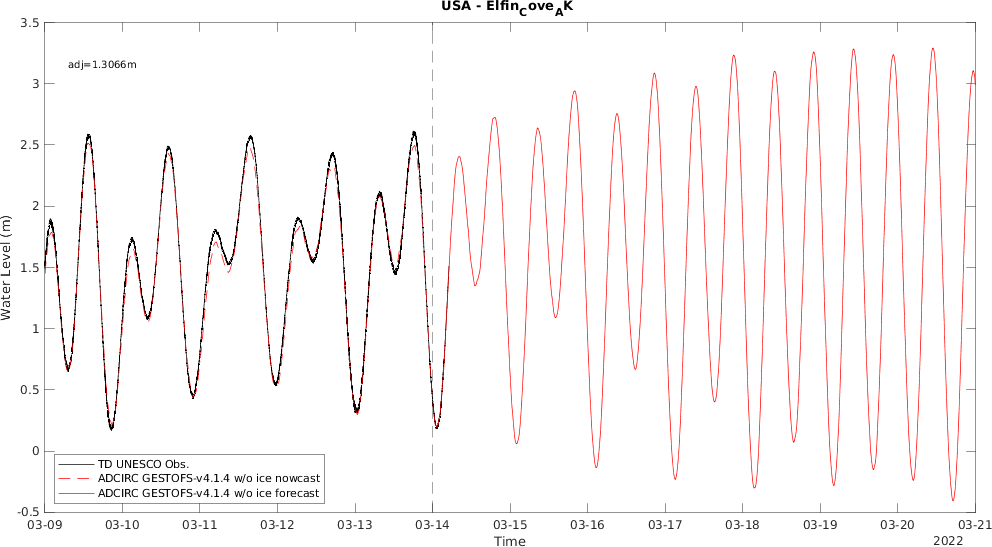 USA - ElfinCoveAK
3.5
adj=1.3066m
3
2.5
2
1.5
1
0.5
0
-0.5
Water Level (m)
TD UNESCO Obs.
ADCIRC GESTOFS-v4.1.4 w/o ice nowcast
ADCIRC GESTOFS-v4.1.4 w/o ice forecast
03-09 03-10 03-11 03-12 03-13 03-14 03-15 03-16 03-17 03-18 03-19 03-20 03-21
Time
2022